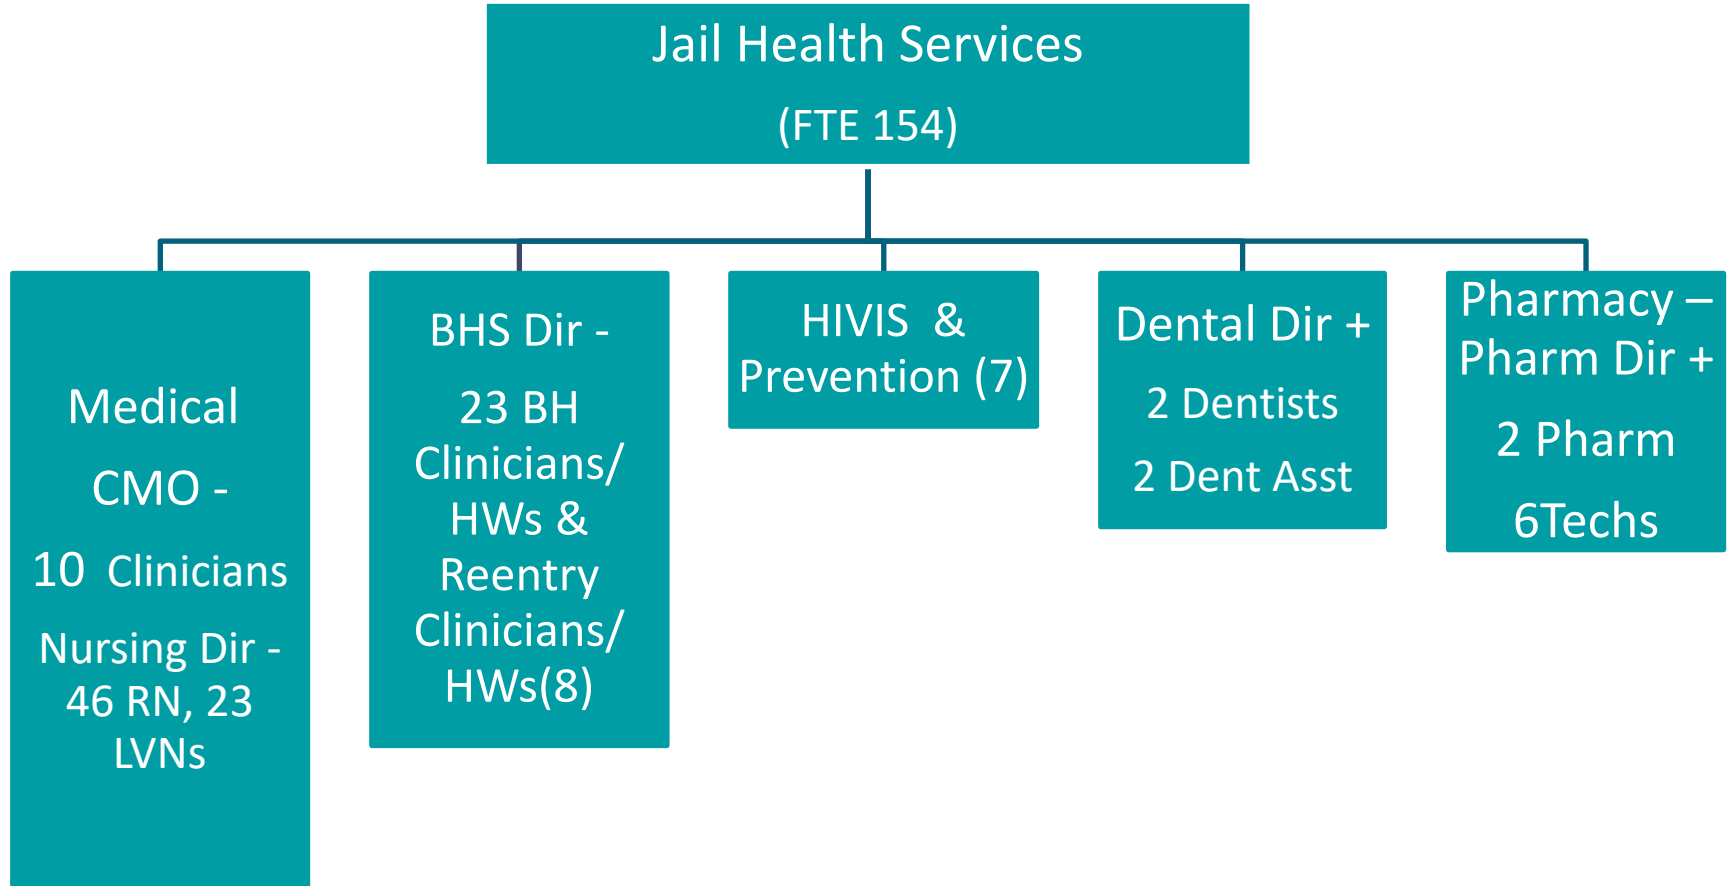 Jail Health Services
(FTE 154)
Medical
CMO -
10 Clinicians
Nursing Dir -
46 RN, 23
LVNs
BHS Dir -
23 BH
Clinicians/
HWs &
Reentry
Clinicians/
HWs(8)
HIVIS &
Prevention (7)
Dental Dir +
2 Dentists
2 Dent Asst
Pharmacy –
Pharm Dir +
2 Pharm
6Techs